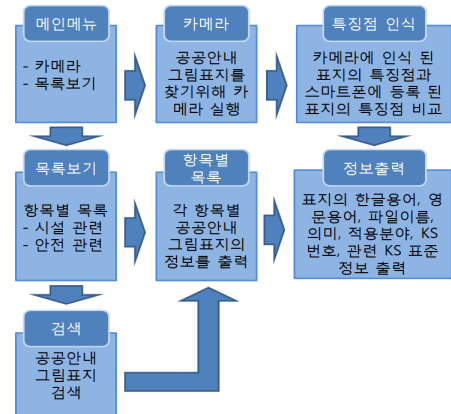 메인메뉴
- 카메라
- 목록보기
카메라
공공안내
그림표지를
찾기위해 카
메라 실행
특징점 인식
카메라에 인식 된
표지의 특징점과
스마트폰에 등록 된
표지의 특징점 비교
목록보기
항목별 목록
- 시설 관련
- 안전 관련
항목별
목록
각 항목별
공공안내
그림표지의
정보를 출력
정보출력
표지의 한글용어, 영
문용어, 파일이름,
의미, 적용분야, KS
번호, 관련 KS 표준
정보 출력
검색
공공안내
그림표지
검색